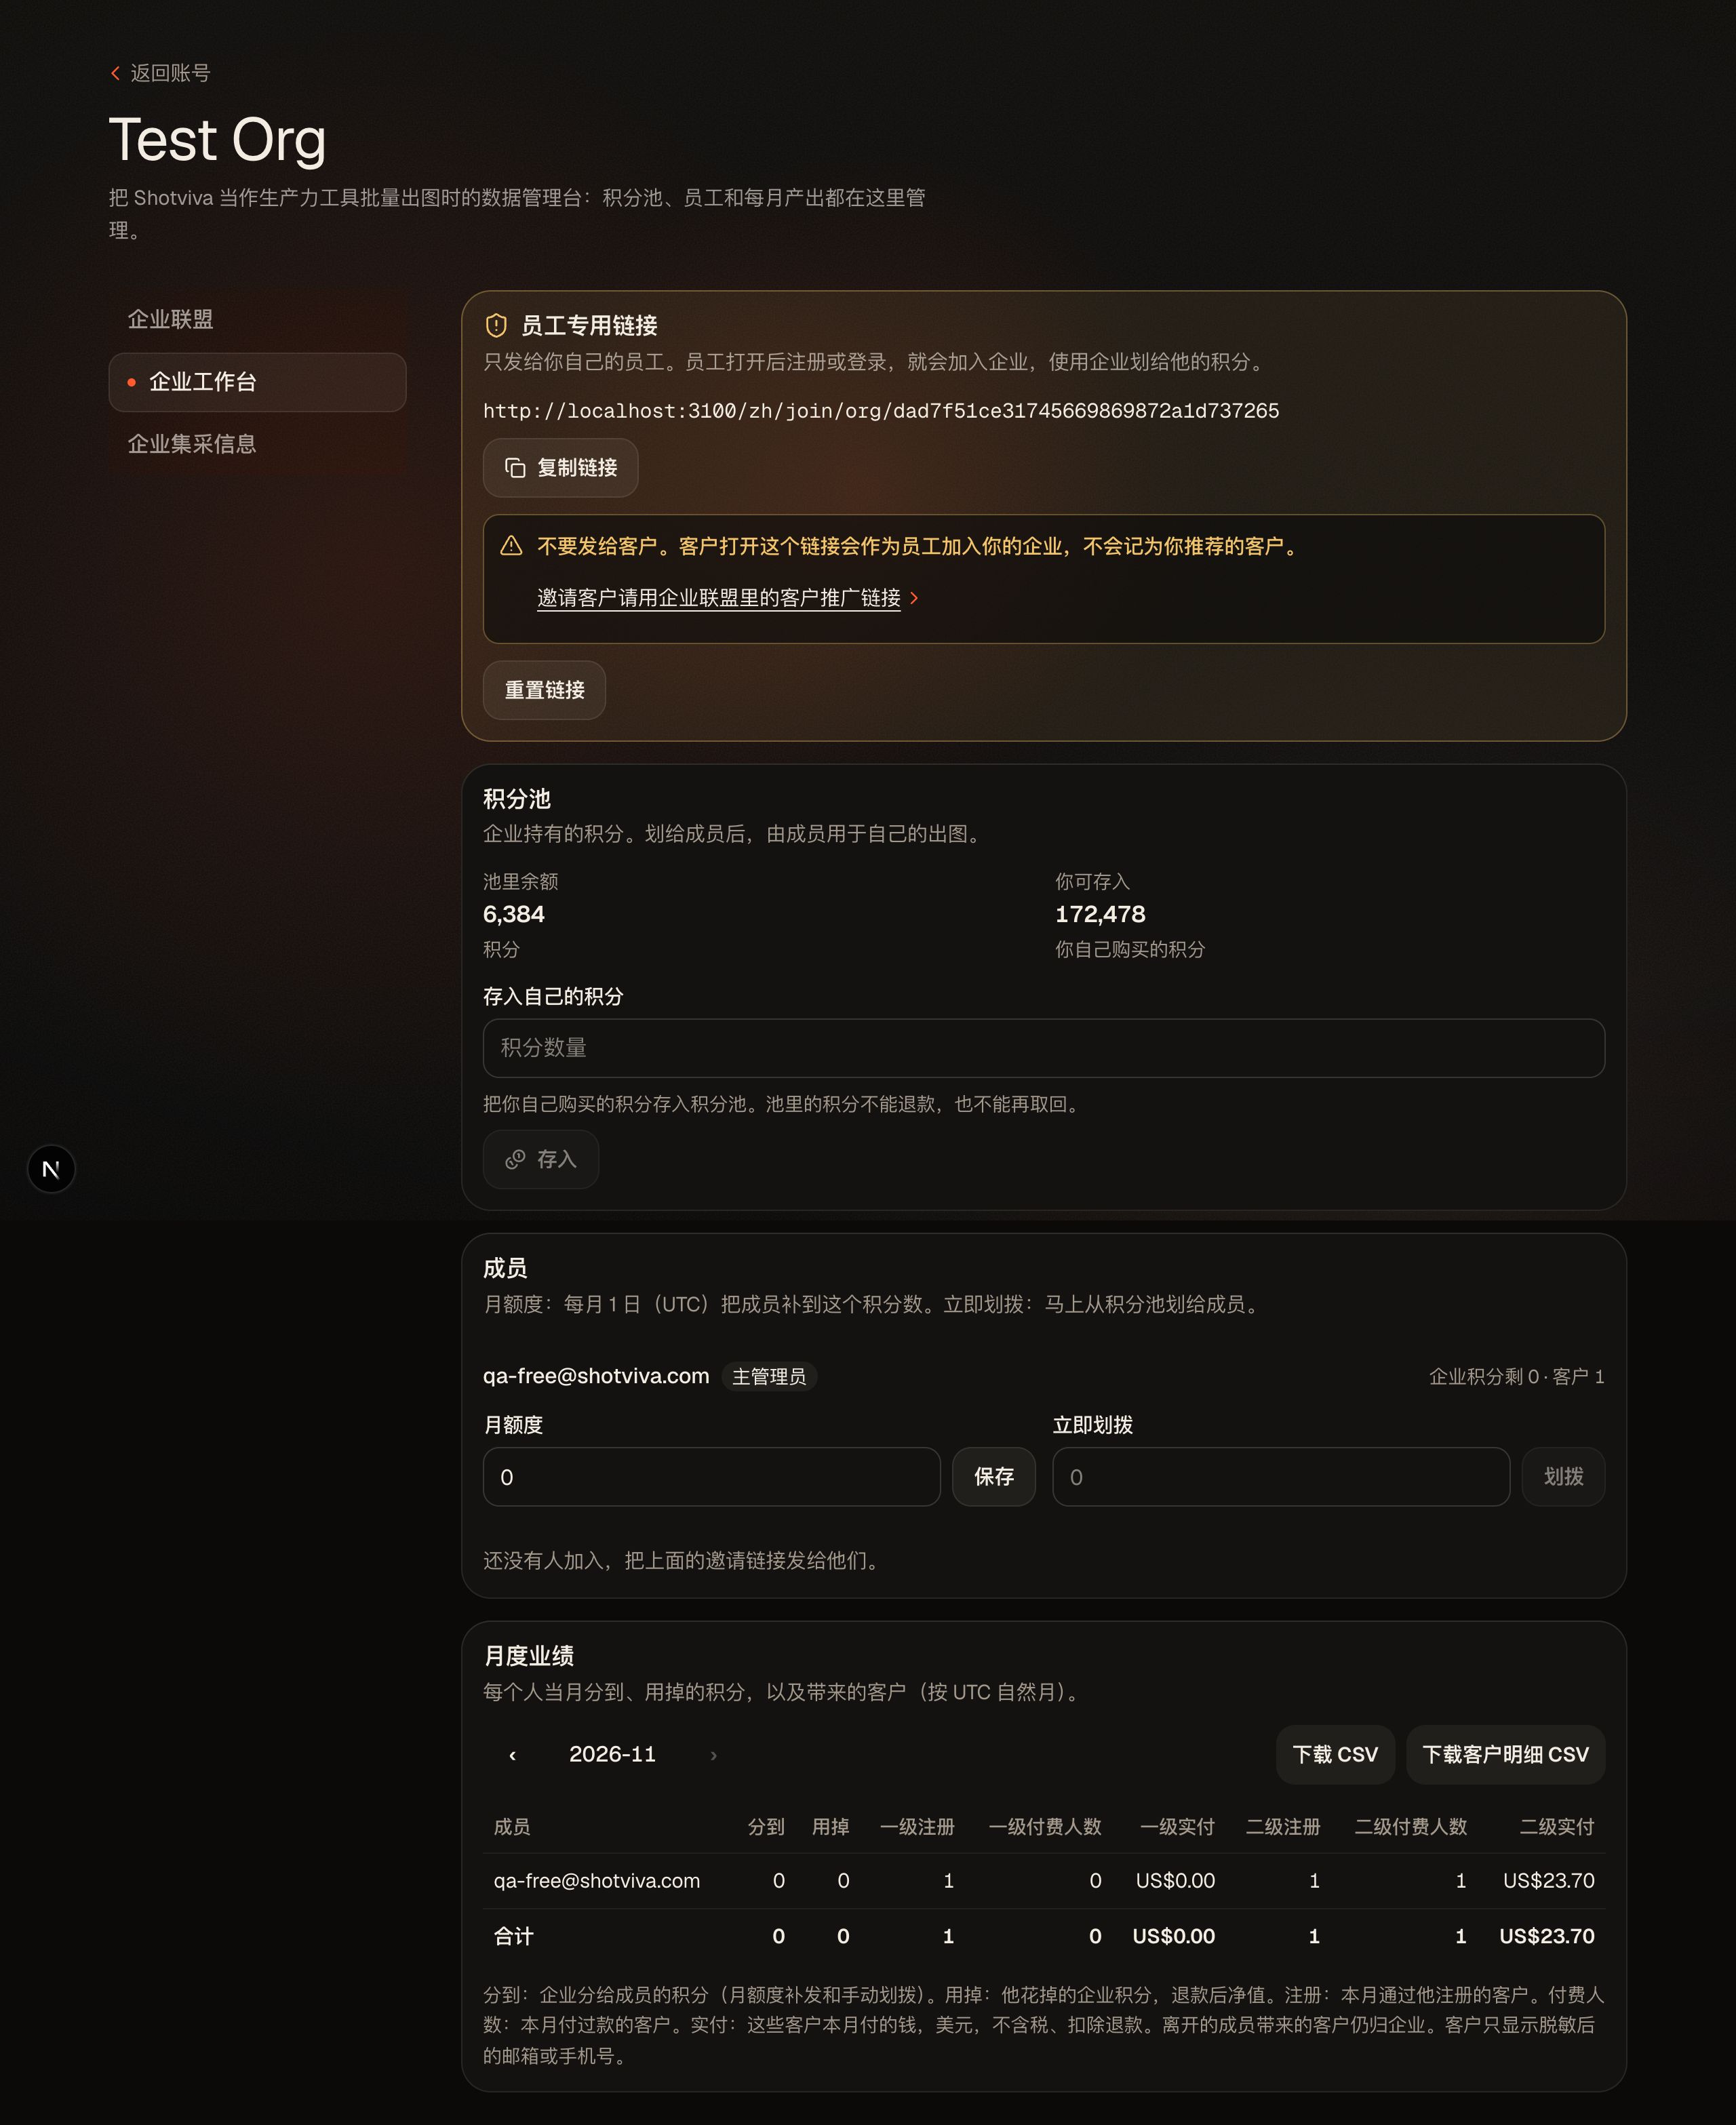 返回账号
Test Org
把 Shotviva 当作生产力工具批量出图时的数据管理台：积分池、员工和每月产出都在这里管
理。
企业联盟
企业工作台
企业集采信息
员工专用链接
只发给你自己的员工。员工打开后注册或登录，就会加入企业，使用企业划给他的积分。
http://localhost:3100/zh/join/org/dad7f51ce31745669869872a1d737265
复制链接
不要发给客户。客户打开这个链接会作为员工加入你的企业，不会记为你推荐的客户。
邀请客户请用企业联盟里的客户推广链接
重置链接
积分池
企业持有的积分。划给成员后，由成员用于自己的出图。
池里余额 你可存入
6,384 172,478
积分 你自己购买的积分
存入自己的积分
积分数量
把你自己购买的积分存入积分池。池里的积分不能退款，也不能再取回。
存入
N
成员
月额度：每月 1 日（UTC）把成员补到这个积分数。立即划拨：马上从积分池划给成员。
qa-free@shotviva.com 主管理员 企业积分剩 0 · 客户 1
月额度 立即划拨
0 保存 0 划拨
还没有人加入，把上面的邀请链接发给他们。
月度业绩
每个人当月分到、用掉的积分，以及带来的客户（按 UTC 自然月）。
‹ 2026-11 › 下载 CSV 下载客户明细 CSV
成员 分到 用掉 一级注册 一级付费人数 一级实付 二级注册 二级付费人数 二级实付
qa-free@shotviva.com 0 0 1 0 US$0.00 1 1 US$23.70
合计 0 0 1 0 US$0.00 1 1 US$23.70
分到：企业分给成员的积分（月额度补发和手动划拨）。用掉：他花掉的企业积分，退款后净值。注册：本月通过他注册的客户。付费人
数：本月付过款的客户。实付：这些客户本月付的钱，美元，不含税、扣除退款。离开的成员带来的客户仍归企业。客户只显示脱敏后
的邮箱或手机号。